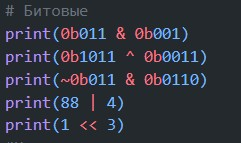 # Битовые
print(0b011 & 0b001)
print(0b1011 ^ 0b0011)
print(~0b011 & 0b0110)
print(88 | 4)
print(1 << 3)